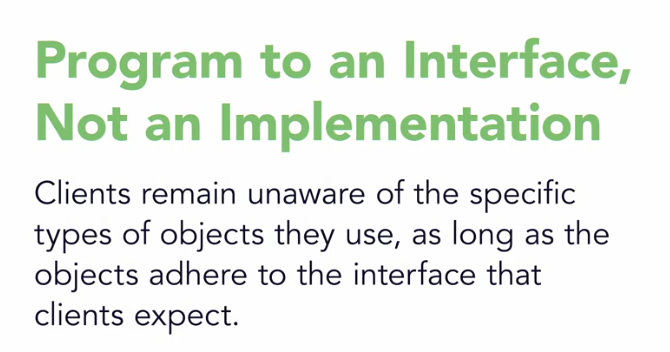 Program to an Interface,
Not an Implementation
Clients remain unaware of the specific
types of objects they use, as long as the
objects adhere to the interface that
clients expect.